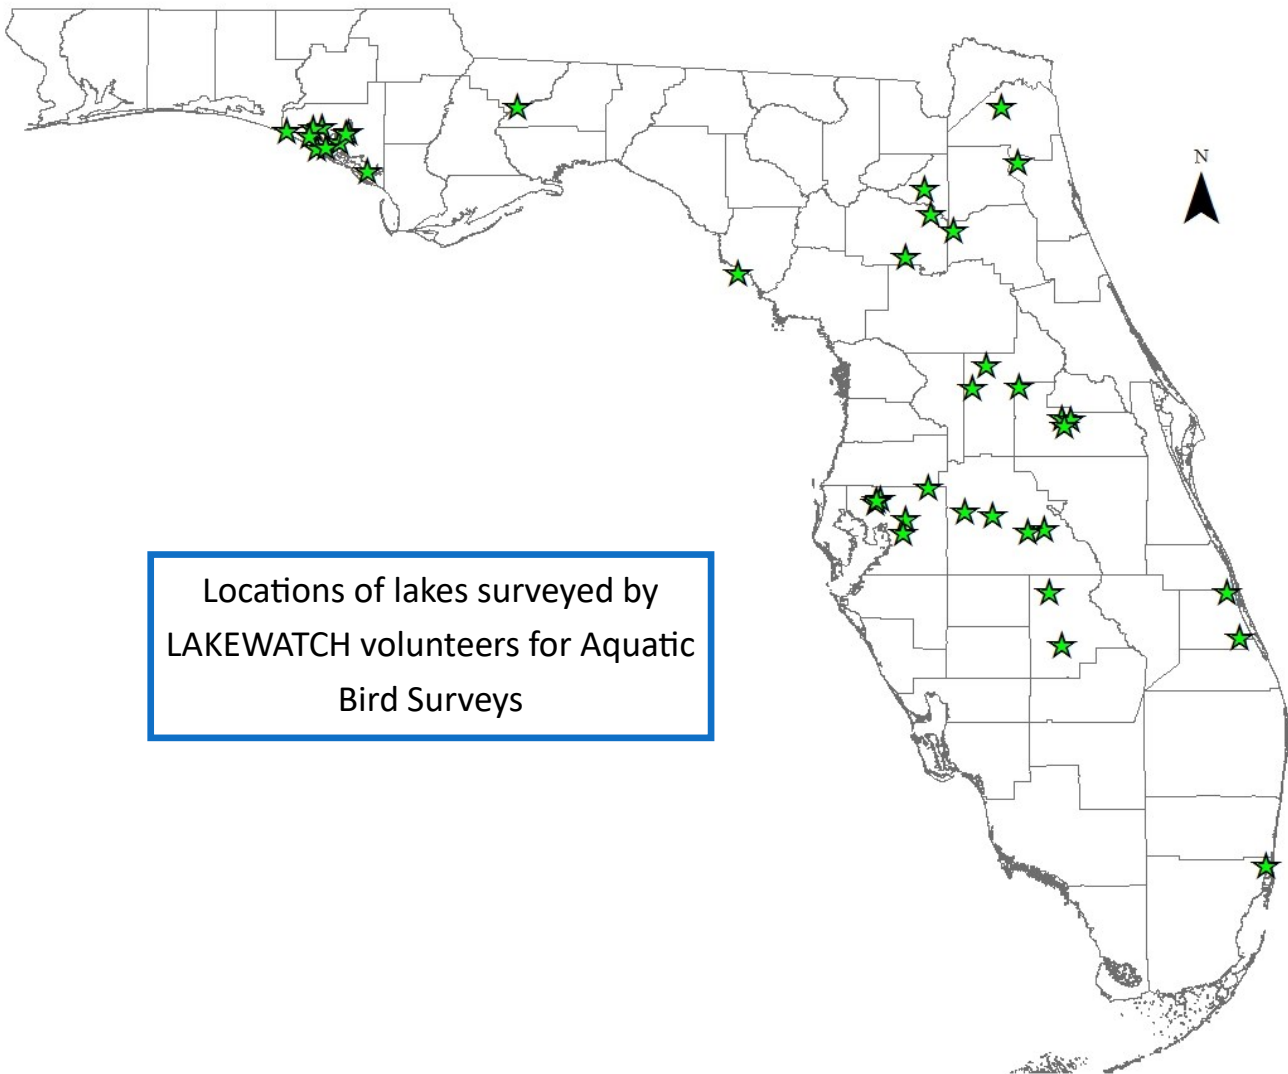 N
Locations of lakes surveyed by
LAKEWATCH volunteers for Aquatic
Bird Surveys